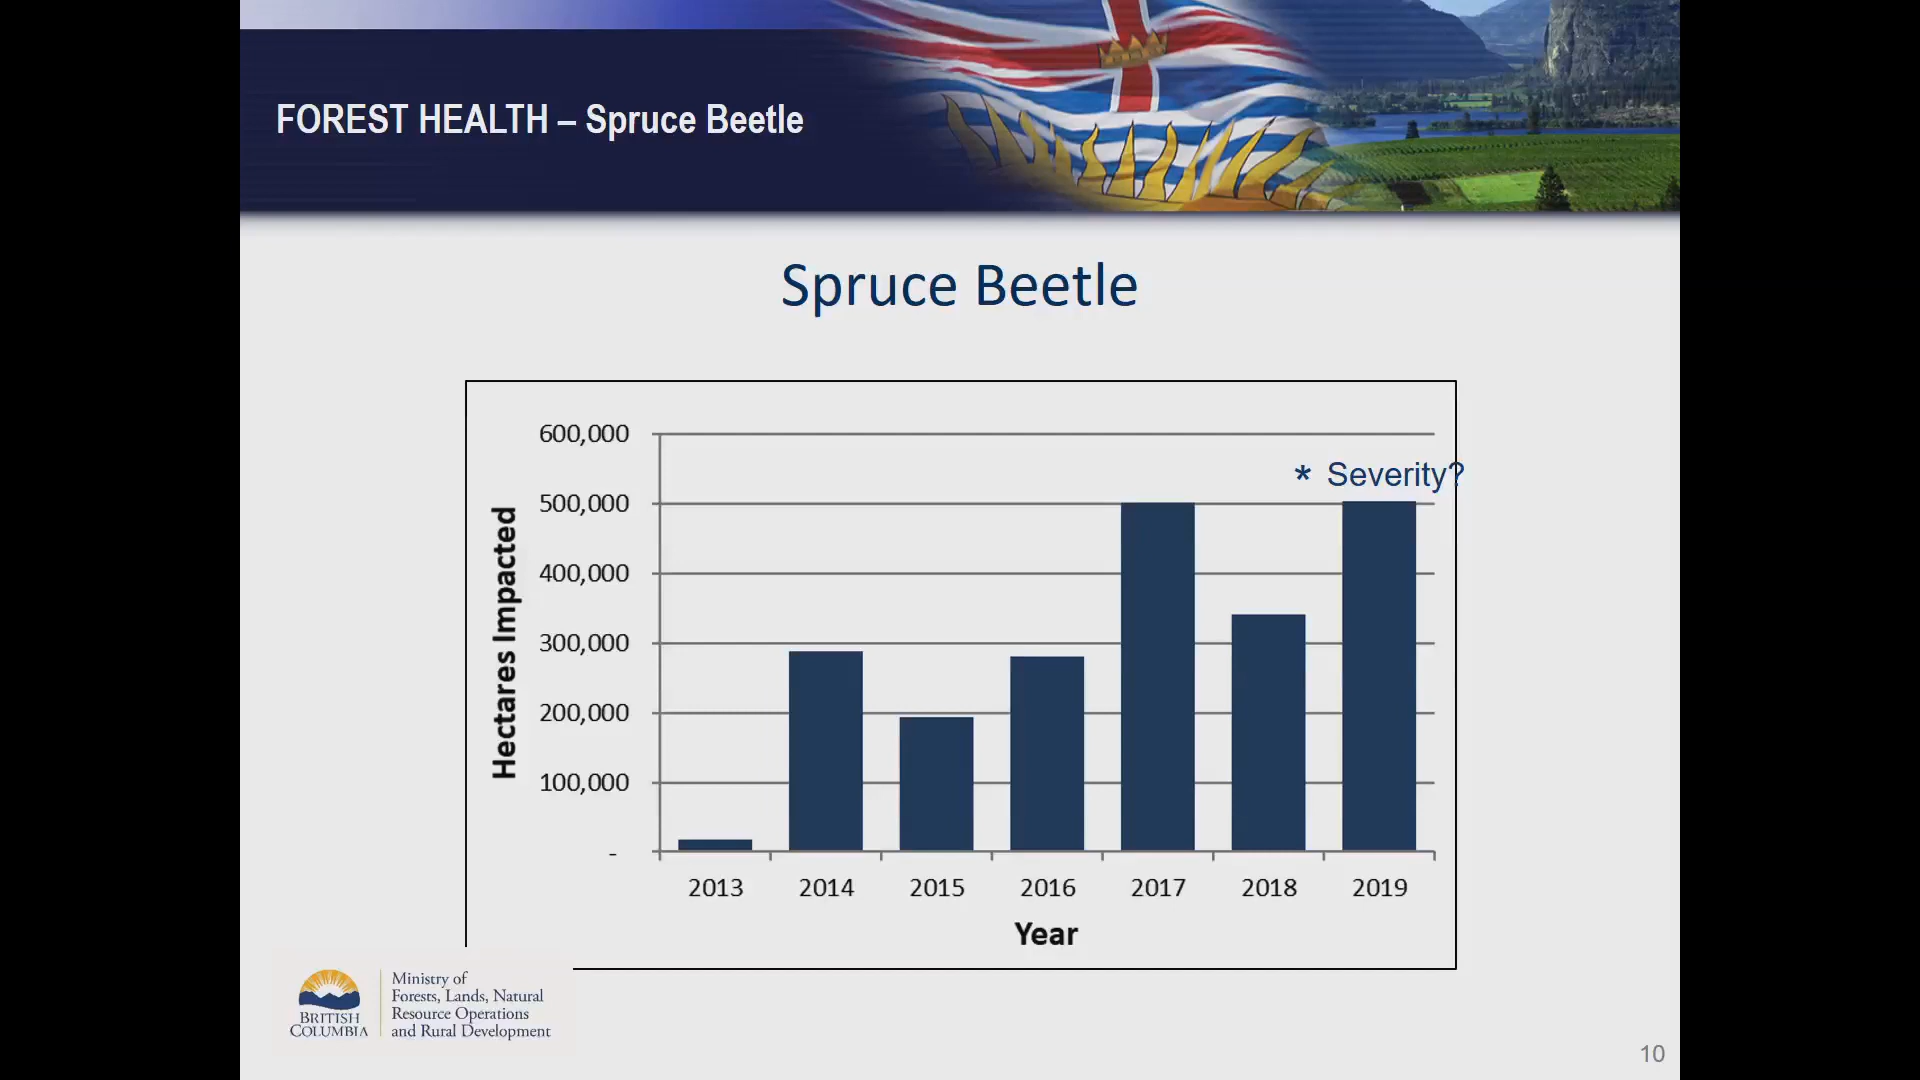 FOREST HEALTH – Spruce Beetle
Spruce Beetle
600,000
* Severity?
500,000
400,000
300,000
200,000
100,000
-
Hectares Impacted
2013 2014 2015 2016 2017 2018 2019
Year
BRITISH
COLUMBIA
Ministry of
Forests, Lands, Natural
Resource Operations
and Rural Development
10